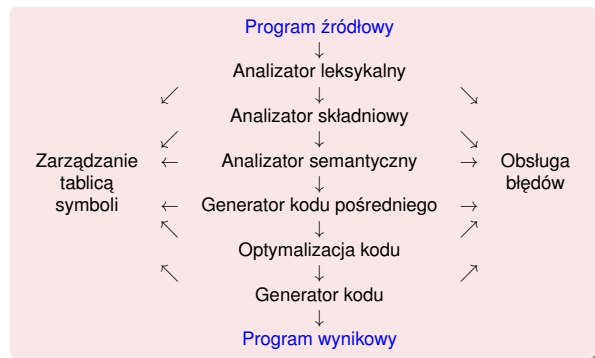 Program źródłowy
↓
Analizator leksykalny
↙ ↓ ↘
Analizator składniowy
↙ ↓ ↘
Zarządzanie ← Analizator semantyczny → Obsługa
tablicą ↓ błędów
symboli ← Generator kodu pośredniego →
↖ ↓ ↗
Optymalizacja kodu
↖ ↓ ↗
Generator kodu
↓
Program wynikowy